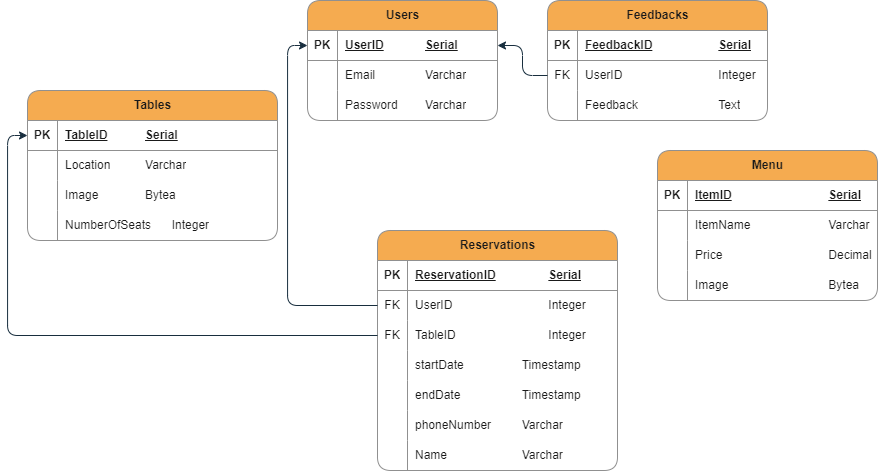 Users
PK UserID Serial
Email Varchar
Password Varchar
Feedbacks
PK FeedbackID Serial
FK UserID Integer
Feedback Text
Tables
PK TableID Serial
Location Varchar
Image Bytea
NumberOfSeats Integer
Menu
PK ItemID Serial
ItemName Varchar
Price Decimal
Image Bytea
Reservations
PK ReservationID Serial
FK UserID Integer
FK TableID Integer
startDate Timestamp
endDate Timestamp
phoneNumber Varchar
Name Varchar